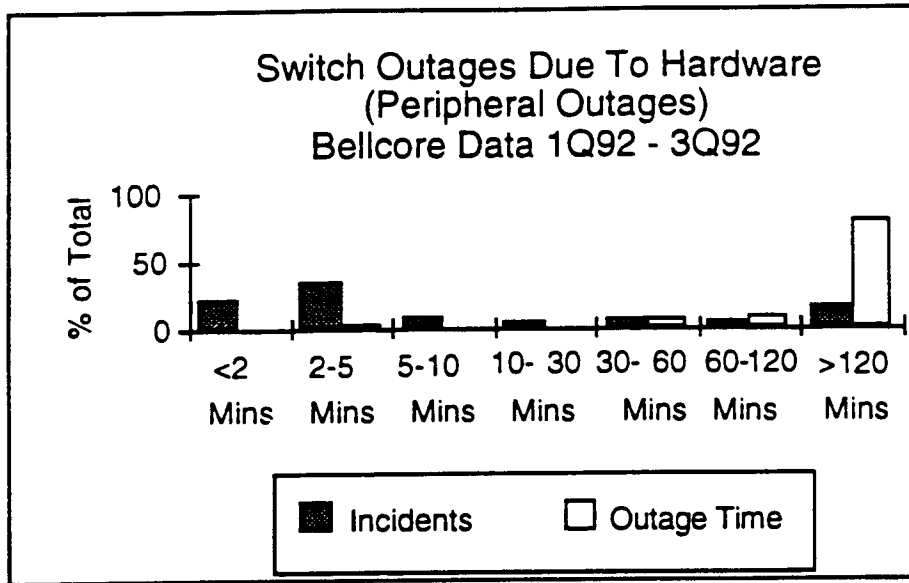 Switch Outages Due To Hardware
(Peripheral Outages)
Bellcore Data 1Q92 - 3Q92
% of Total
100
50
0
<2 2-5 5-10 10- 30 30- 60 60-120 >120
Mins Mins Mins Mins Mins Mins Mins
Incidents Outage Time